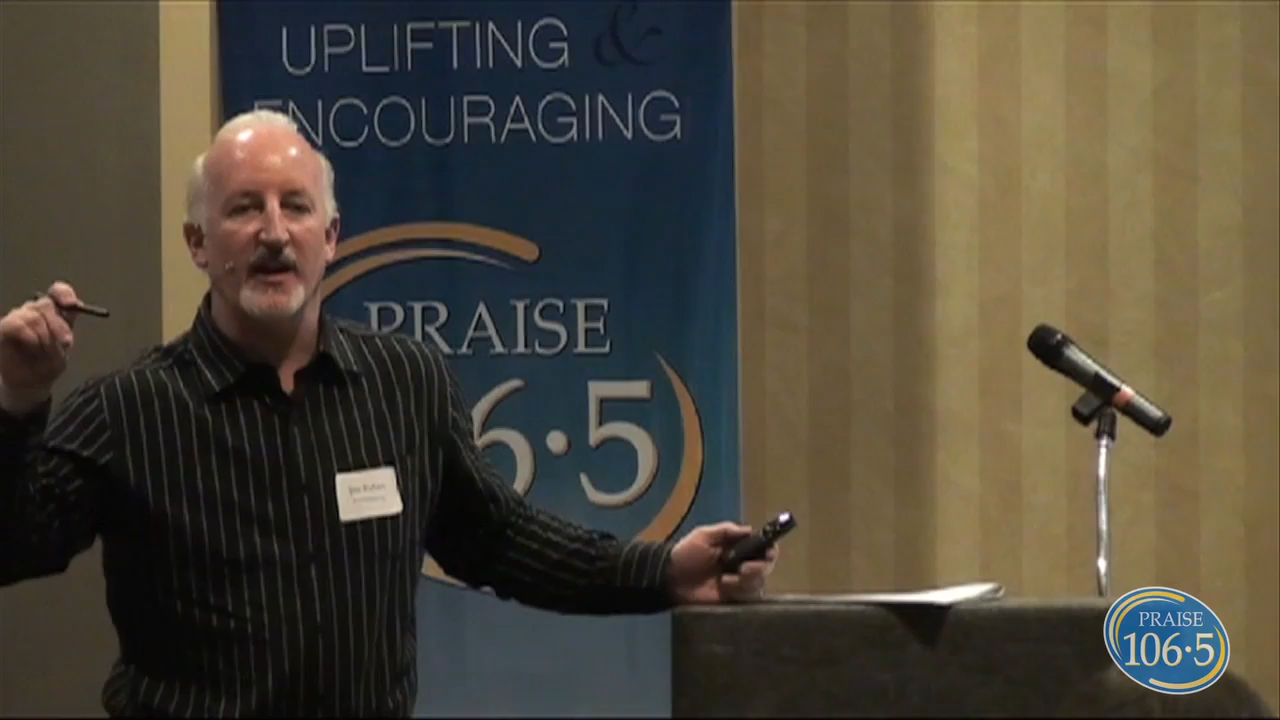 UPLIFTING &
ENCOURAGING
PRAISE
6·5
PRAISE
106·5